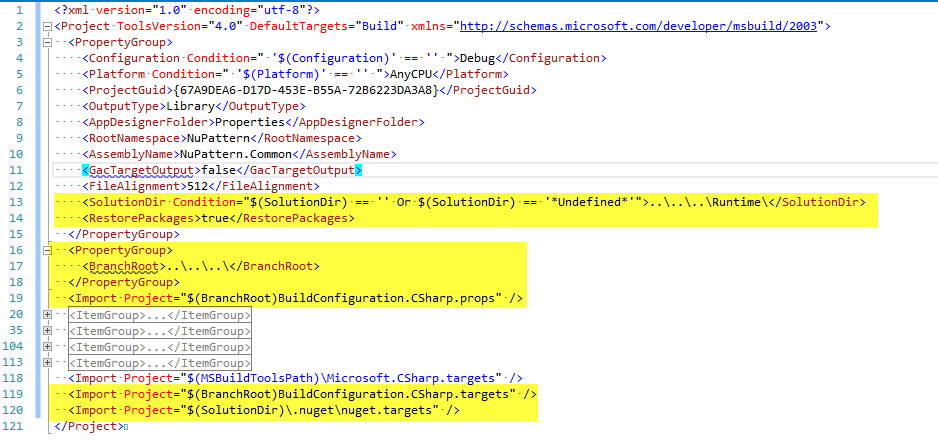 1 <?xml version="1.0" encoding="utf-8"?>
2 <Project ToolsVersion="4.0" DefaultTargets="Build" xmlns="http://schemas.microsoft.com/developer/msbuild/2003">
3 <PropertyGroup>
4 <Configuration Condition=" '$(Configuration)' == '' ">Debug</Configuration>
5 <Platform Condition=" '$(Platform)' == '' ">AnyCPU</Platform>
6 <ProjectGuid>{67A9DEA6-D17D-453E-B55A-72B6223DA3A8}</ProjectGuid>
7 <OutputType>Library</OutputType>
8 <AppDesignerFolder>Properties</AppDesignerFolder>
9 <RootNamespace>NuPattern</RootNamespace>
10 <AssemblyName>NuPattern.Common</AssemblyName>
11 <GacTargetOutput>false</GacTargetOutput>
12 <FileAlignment>512</FileAlignment>
13 <SolutionDir Condition="$(SolutionDir) == '' Or $(SolutionDir) == '*Undefined*'">..\..\..\Runtime\</SolutionDir>
14 <RestorePackages>true</RestorePackages>
15 </PropertyGroup>
16 <PropertyGroup>
17 <BranchRoot>..\..\..\</BranchRoot>
18 </PropertyGroup>
19 <Import Project="$(BranchRoot)BuildConfiguration.CSharp.props" />
20 <ItemGroup>...</ItemGroup>
35 <ItemGroup>...</ItemGroup>
104 <ItemGroup>...</ItemGroup>
113 <ItemGroup>...</ItemGroup>
118 <Import Project="$(MSBuildToolsPath)\Microsoft.CSharp.targets" />
119 <Import Project="$(BranchRoot)BuildConfiguration.CSharp.targets" />
120 <Import Project="$(SolutionDir)\.nuget\nuget.targets" />
121 </Project>